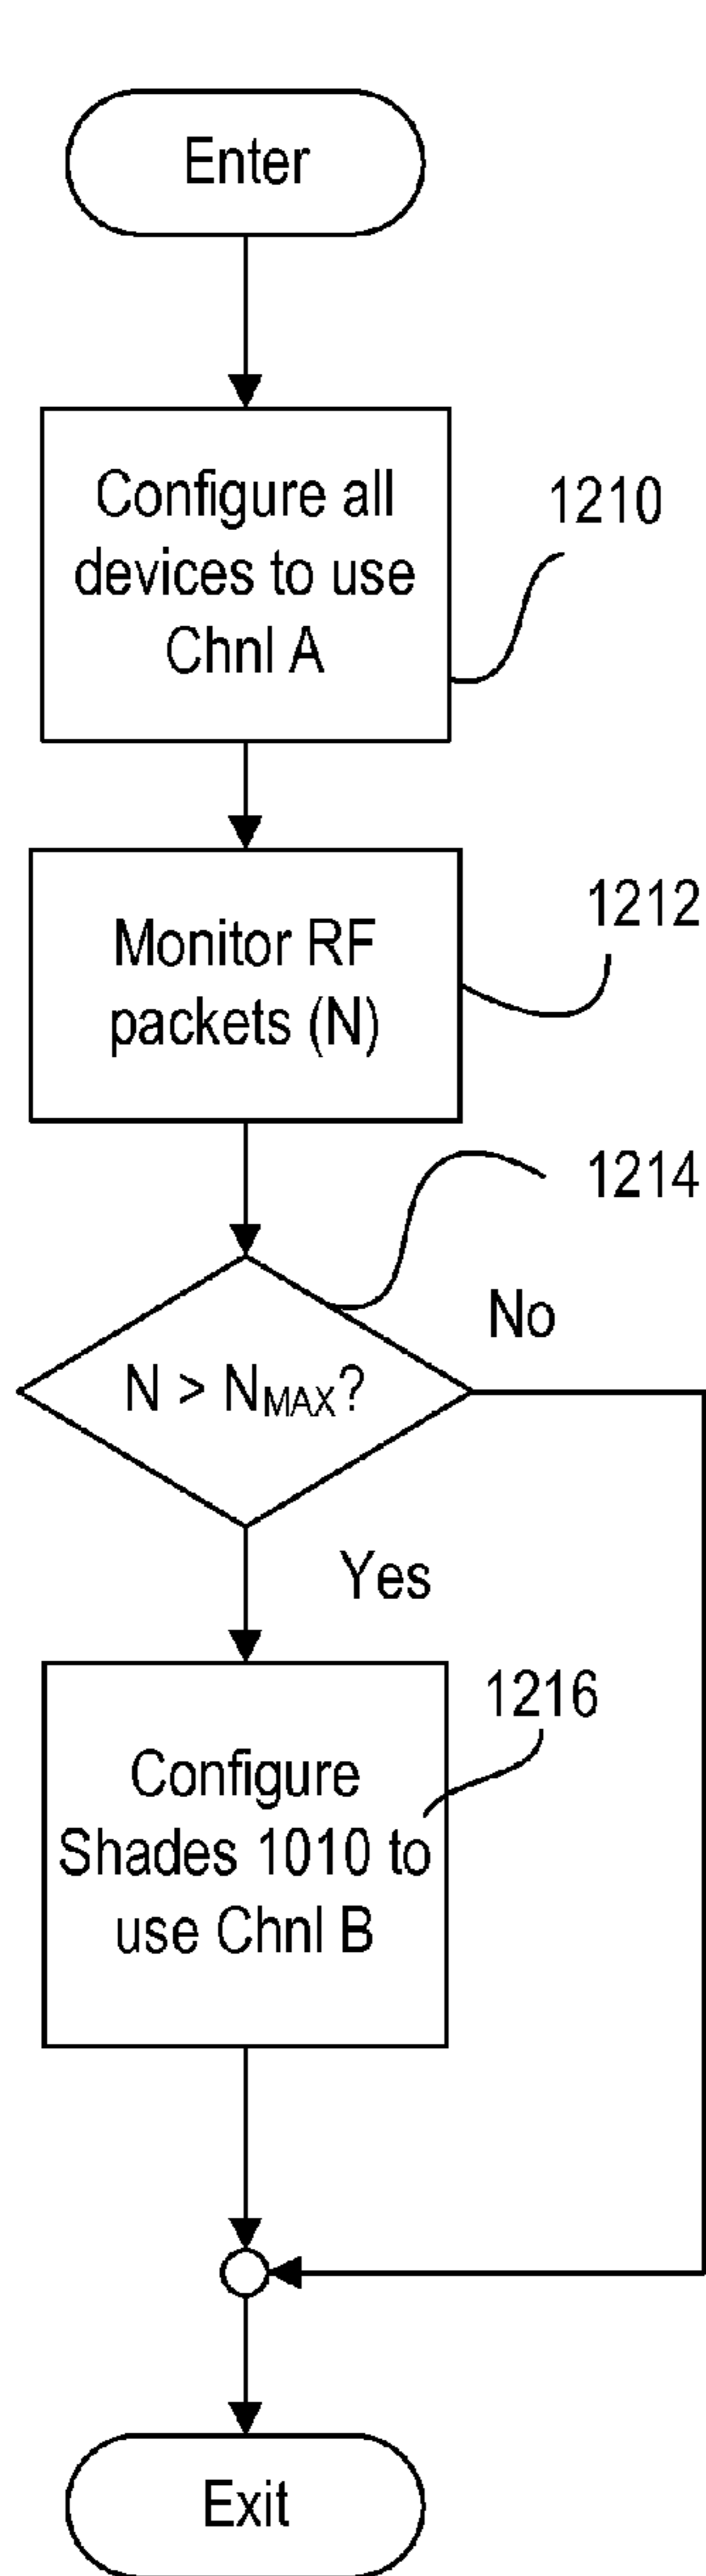 Enter
Configure all
devices to use
Chnl A
1210
Monitor RF
packets (N)
1212
1214
N > NMAX?
No
Yes
1216
Configure
Shades 1010 to
use Chnl B
Exit